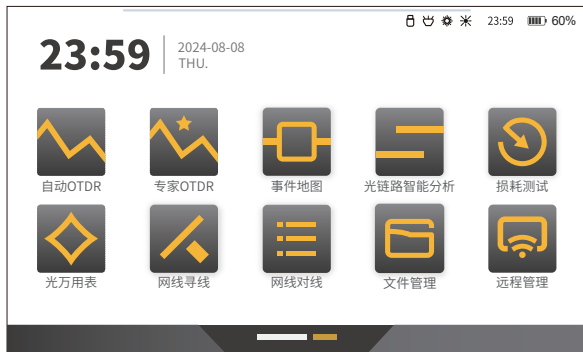 23:59 60%
23:59
2024-08-08
THU.
自动OTDR 专家OTDR 事件地图 光链路智能分析 损耗测试
光万用表 网线寻线 网线对线 文件管理 远程管理